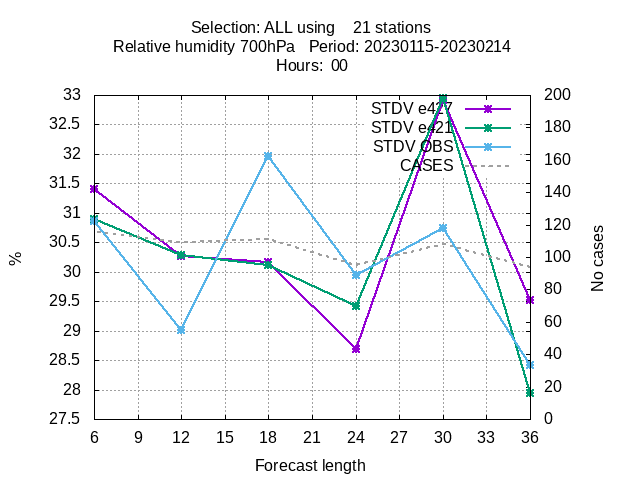 Selection: ALL using    21 stations
Relative humidity 700hPa   Period: 20230115-20230214
Hours:  00
33
32.5
32
31.5
31
30.5
30
29.5
29
28.5
28
27.5
%
STDV e427
STDV e421
STDV OBS
CASES
200
180
160
140
120
100
80
60
40
20
0
No cases
6 9 12 15 18 21 24 27 30 33 36
Forecast length